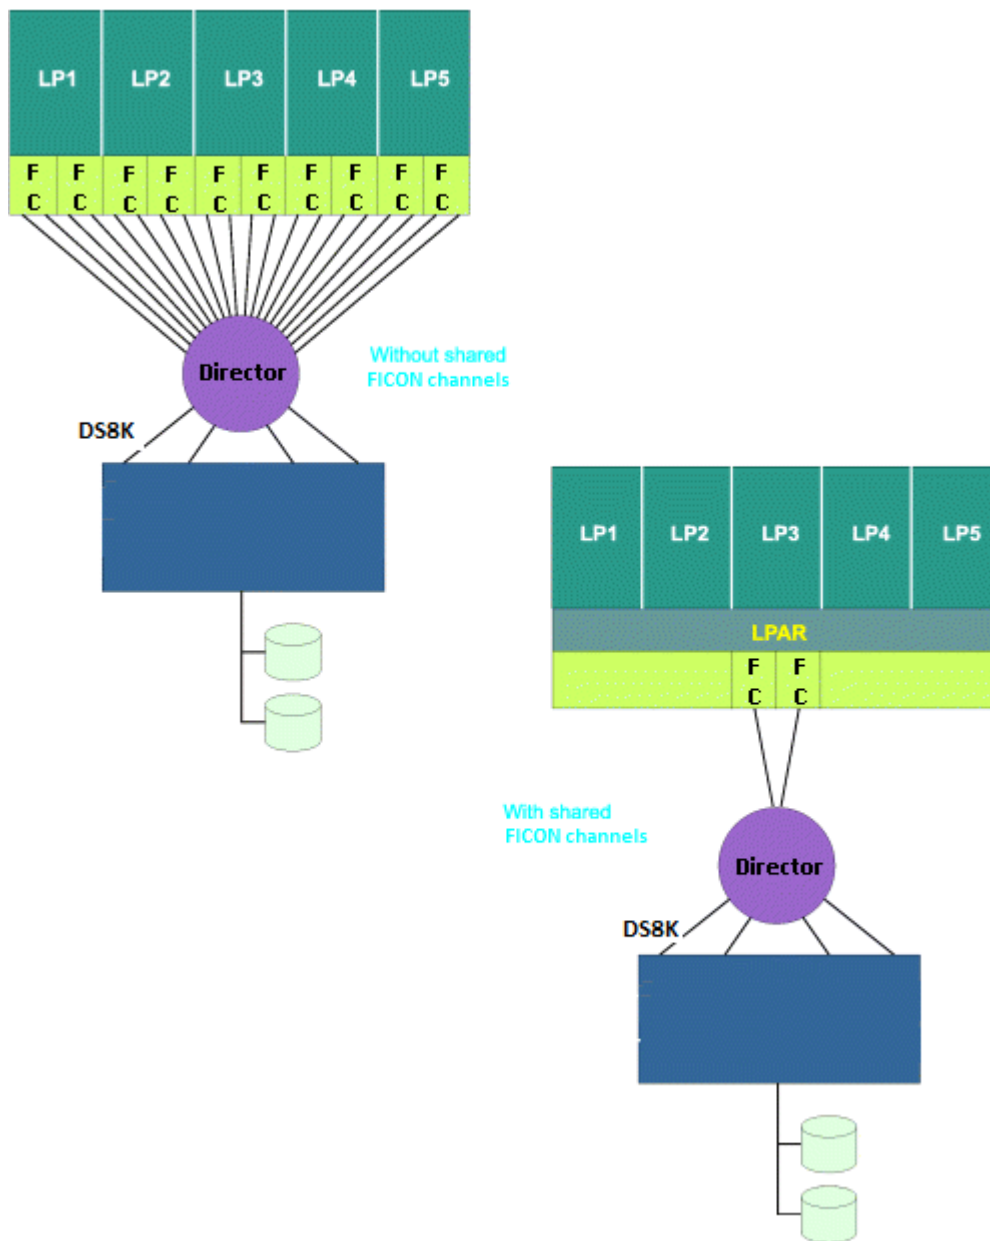 LP1 LP2 LP3 LP4 LP5
F F F F F F F F F F
C C C C C C C C C C
Director
Without shared
FICON channels
DS8K
LP1 LP2 LP3 LP4 LP5
LPAR
F F
C C
With shared
FICON channels
Director
DS8K